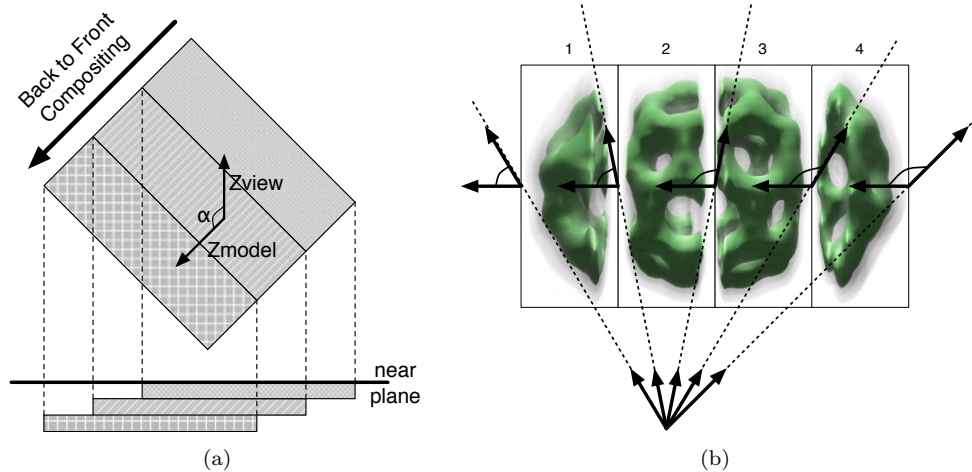 Back to Front
Compositing
Zview
α
Zmodel
near
plane
(a)
1 2 3 4
(b)